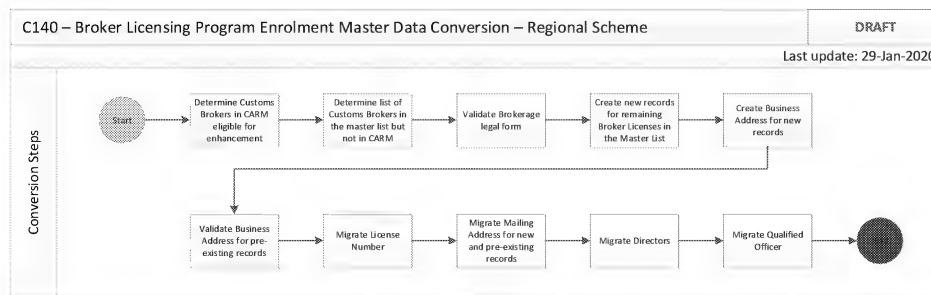 C140 – Broker Licensing Program Enrolment Master Data Conversion – Regional Scheme
DRAFT
Last update: 29-Jan-2020
Conversion Steps
Start
Determine Customs
Brokers in CARM
eligible for
enhancement
Determine list of
Customs Brokers in
the master list but
not in CARM
Validate Brokerage
legal form
Create new records
for remaining
Broker Licenses in
the Master List
Create Business
Address for new
records
Validate Business
Address for pre-
existing records
Migrate License
Number
Migrate Mailing
Address for new
and pre-existing
records
Migrate Directors
Migrate Qualified
Officer